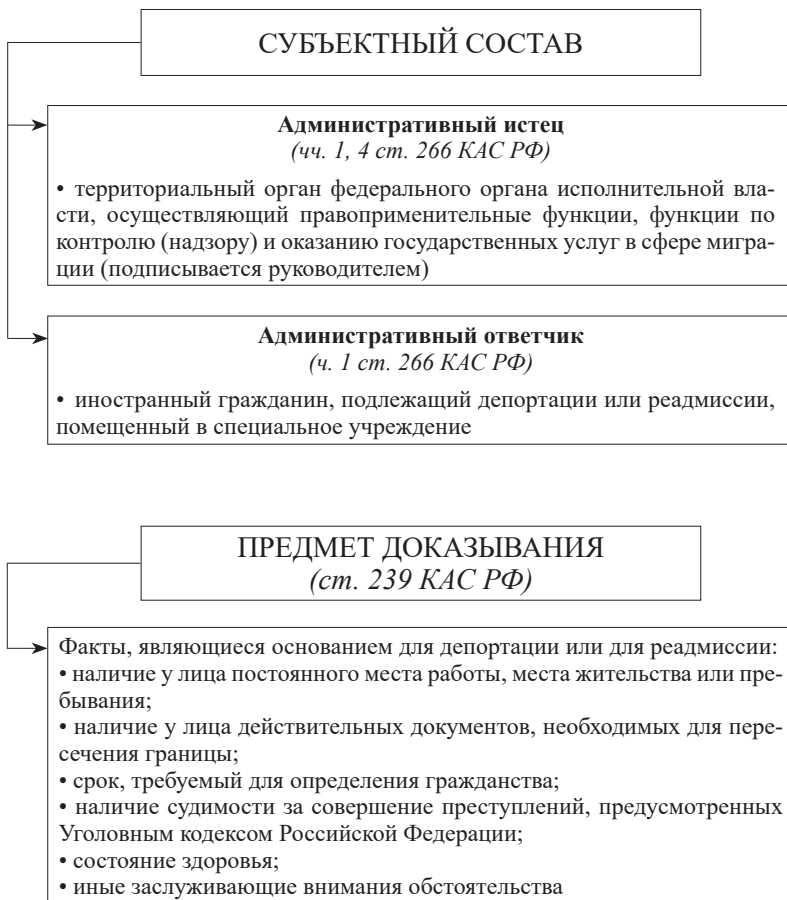 СУБЪЕКТНЫЙ СОСТАВ
Административный истец
(чч. 1, 4 ст. 266 КАС РФ)
• территориальный орган федерального органа исполнительной вла-
сти, осуществляющий правоприменительные функции, функции по
контролю (надзору) и оказанию государственных услуг в сфере мигра-
ции (подписывается руководителем)
Административный ответчик
(ч. 1 ст. 266 КАС РФ)
• иностранный гражданин, подлежащий депортации или реадмиссии,
помещенный в специальное учреждение
ПРЕДМЕТ ДОКАЗЫВАНИЯ
(ст. 239 КАС РФ)
Факты, являющиеся основанием для депортации или для реадмиссии:
• наличие у лица постоянного места работы, места жительства или пре-
бывания;
• наличие у лица действительных документов, необходимых для пере-
сечения границы;
• срок, требуемый для определения гражданства;
• наличие судимости за совершение преступлений, предусмотренных
Уголовным кодексом Российской Федерации;
• состояние здоровья;
• иные заслуживающие внимания обстоятельства